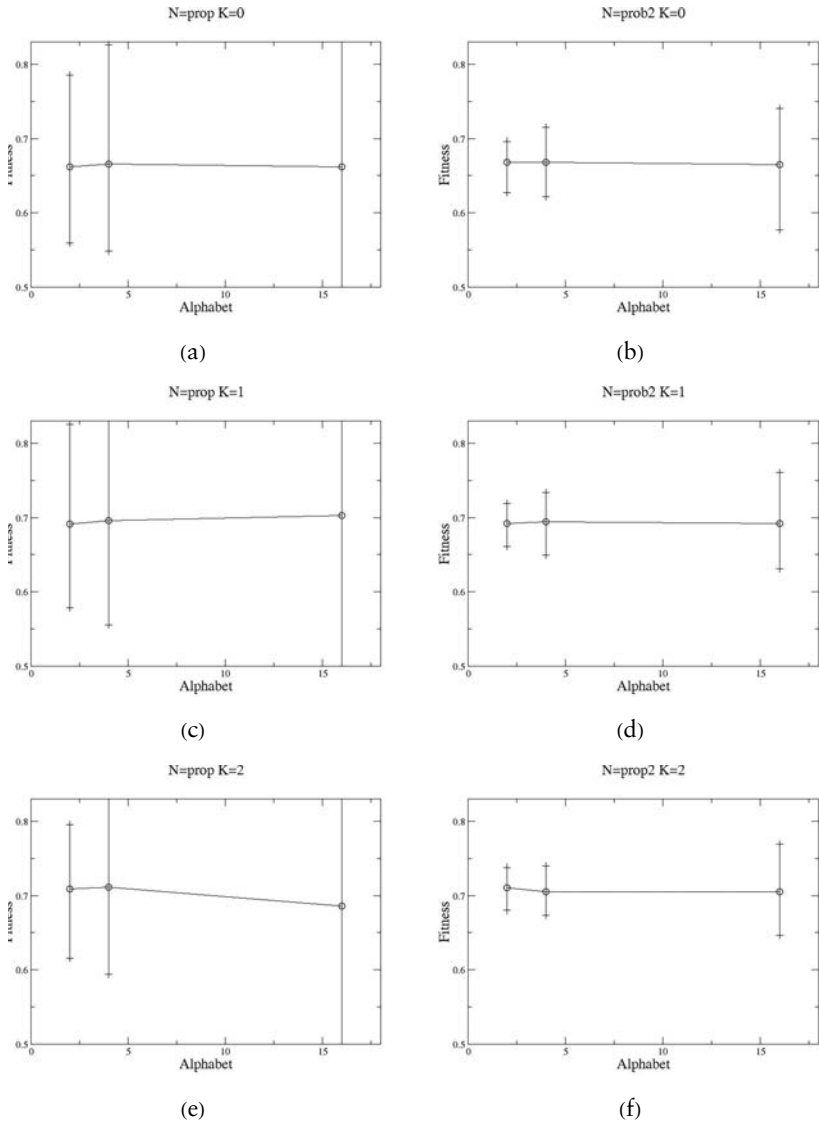 N=prop K=0
0.8
0.7
0.6
0.5
Fitness
0 5 10 15
Alphabet
(a)
N=prob2 K=0
0.8
0.7
0.6
0.5
Fitness
0 5 10 15
Alphabet
(b)
N=prop K=1
0.8
0.7
0.6
0.5
Fitness
0 5 10 15
Alphabet
(c)
N=prob2 K=1
0.8
0.7
0.6
0.5
Fitness
0 5 10 15
Alphabet
(d)
N=prop K=2
0.8
0.7
0.6
0.5
Fitness
0 5 10 15
Alphabet
(e)
N=prop2 K=2
0.8
0.7
0.6
0.5
Fitness
0 5 10 15
Alphabet
(f)